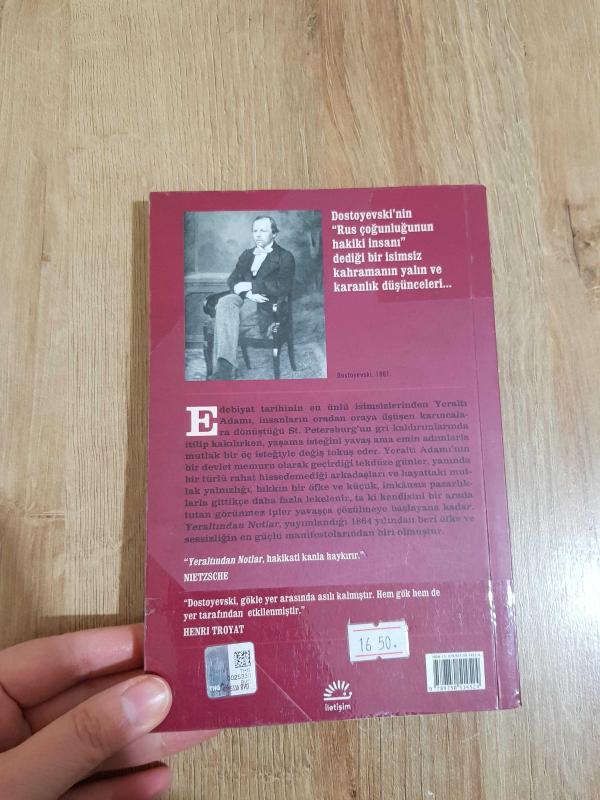 Dostoyevski'nin
“Rus çoğunluğunun
hakiki insanı”
dediği bir isimsiz
kahramanın yalın ve
karanlık düşünceleri...
Dostoyevski, 1861.
Edebiyat tarihinin en ünlü isimsizlerinden Yeraltı
Adamı, insanların oradan oraya üşüşen karıncala-
ra dönüştüğü St. Petersburg'un gri kaldırımlarında
itilip kakılırken, yaşama isteğini yavaş ama emin adımlarla
mutlak bir öç isteğiyle değiş tokuş eder. Yeraltı Adamı'nın
bir devlet memuru olarak geçirdiği tekdüze günler, yanında
bir türlü rahat hissedemediği arkadaşları ve hayattaki mut-
lak yalnızlığı, bıkkın bir öfke ve küçük, imkânsız pazarlık-
larla gittikçe daha fazla lekelenir, ta ki kendisini bir arada
tutan görünmez ipler yavaşça çözülmeye başlayana kadar.
Yeraltından Notlar, yayımlandığı 1864 yılından beri öfke ve
sessizliğin en güçlü manifestolarından biri olmuştur.
“Yeraltından Notlar, hakikati kanla haykırır.”
NIETZSCHE
“Dostoyevski, gökle yer arasında asılı kalmıştır. Hem gök hem de
yer tarafından etkilenmiştir.”
HENRI TROYAT
16 50.
iletişim